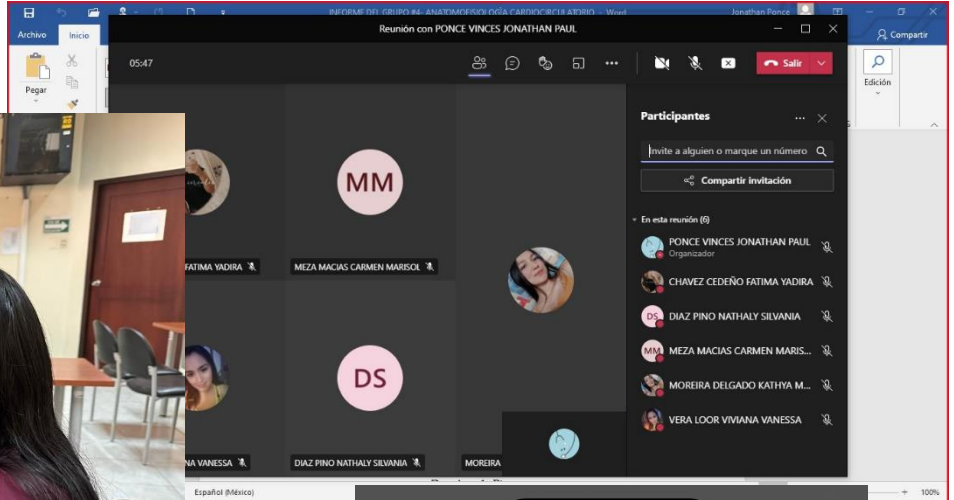 INFORME DEL GRUPO #4- ANATOMOFISIOLOGÍA CARDIOCIRCULATORIO - Word
Jonathan Ponce
Archivo
Inicio
Compartir
Pegar
Edición
Reunión con PONCE VINCES JONATHAN PAUL
05:47
Salir
Participantes
Invite a alguien o marque un número
Compartir invitación
En esta reunión (6)
PONCE VINCES JONATHAN PAUL
Organizador
CHAVEZ CEDEÑO FATIMA YADIRA
DS DIAZ PINO NATHALY SILVANIA
MM MEZA MACIAS CARMEN MARIS...
MOREIRA DELGADO KATHYA M...
VERA LOOR VIVIANA VANESSA
MM
FATIMA YADIRA
MEZA MACIAS CARMEN MARISOL
DS
NA VANESSA
DIAZ PINO NATHALY SILVANIA
MOREIRA
Español (México)
100%